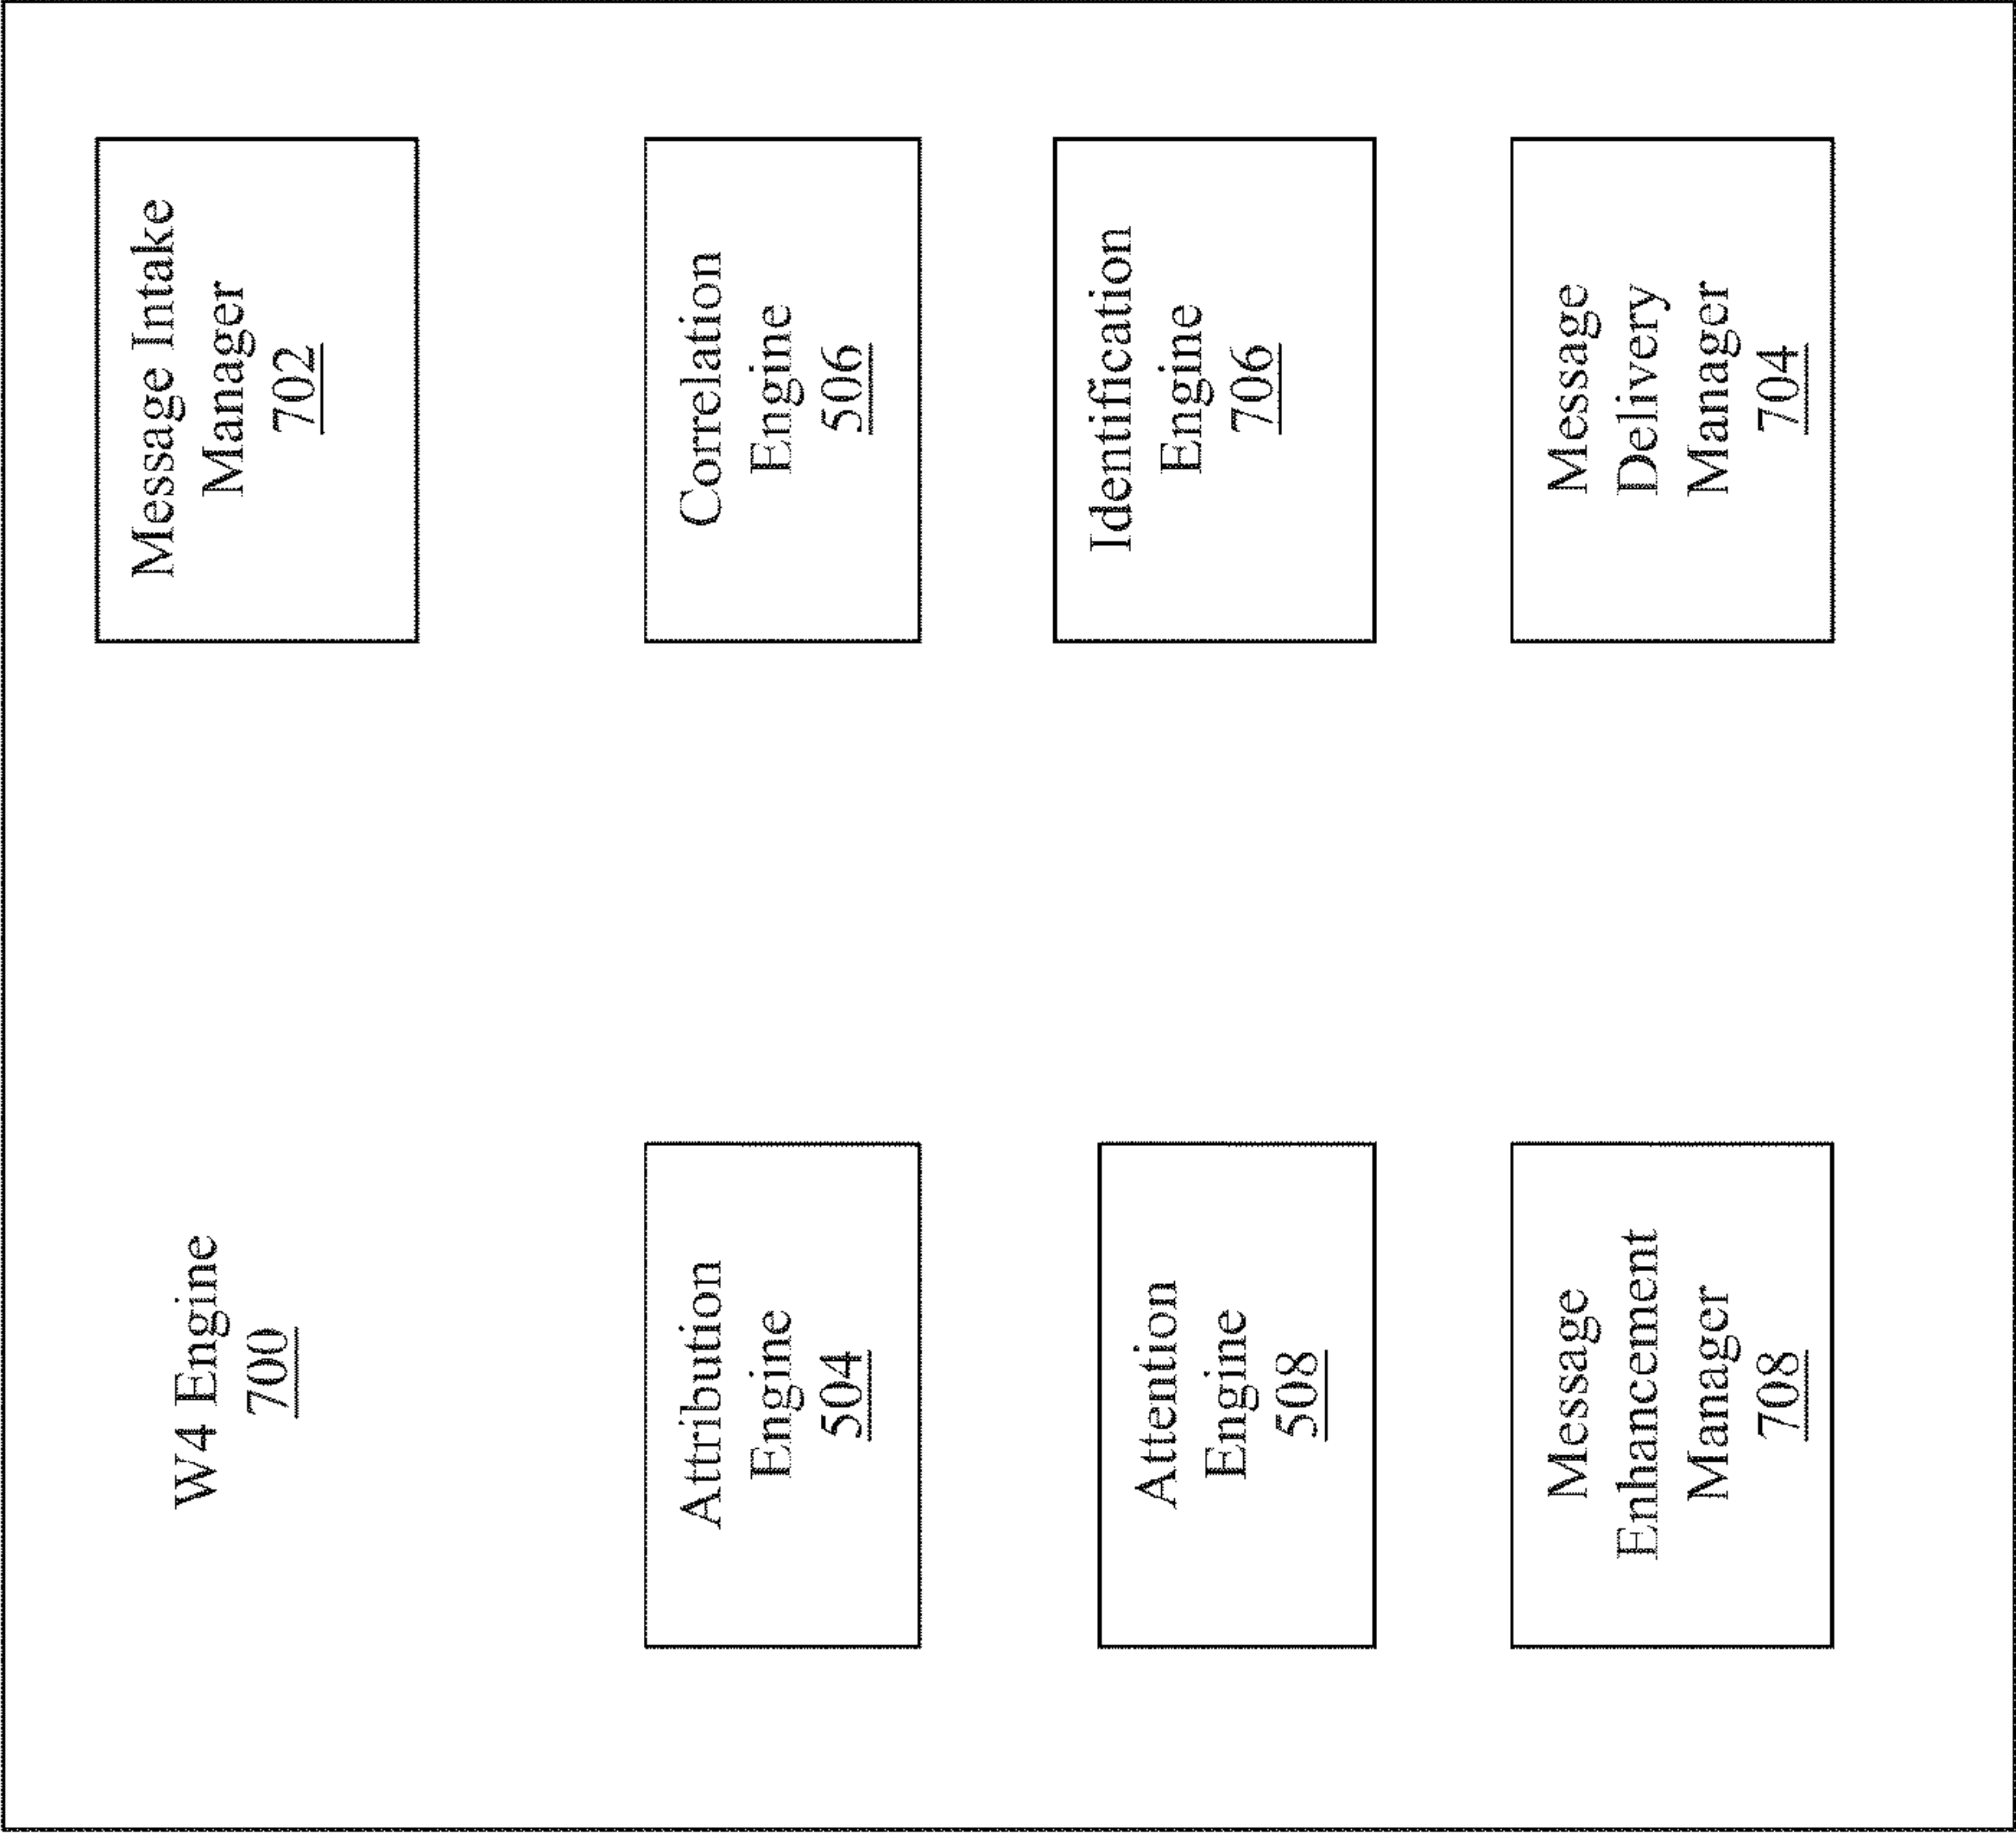 W4 Engine
700
Message Intake
Manager
702
Attribution
Engine
504
Correlation
Engine
506
Attention
Engine
508
Identification
Engine
706
Message
Enhancement
Manager
708
Message
Delivery
Manager
704